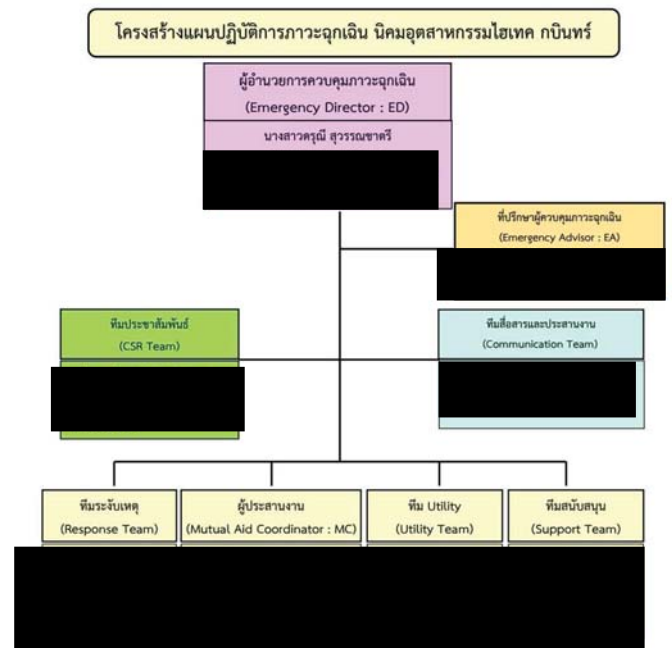 โครงสร้างแผนปฏิบัติการภาวะฉุกเฉิน นิคมอุตสาหกรรมไฮเทค กบินทร์
ผู้อำนวยการควบคุมภาวะฉุกเฉิน
(Emergency Director : ED)
นางสาวดรุณี สุวรรณชาตรี
ที่ปรึกษาผู้ควบคุมภาวะฉุกเฉิน
(Emergency Advisor : EA)
ทีมประชาสัมพันธ์
(CSR Team)
ทีมสื่อสารและประสานงาน
(Communication Team)
ทีมระงับเหตุ
(Response Team)
ผู้ประสานงาน
(Mutual Aid Coordinator : MC)
ทีม Utility
(Utility Team)
ทีมสนับสนุน
(Support Team)